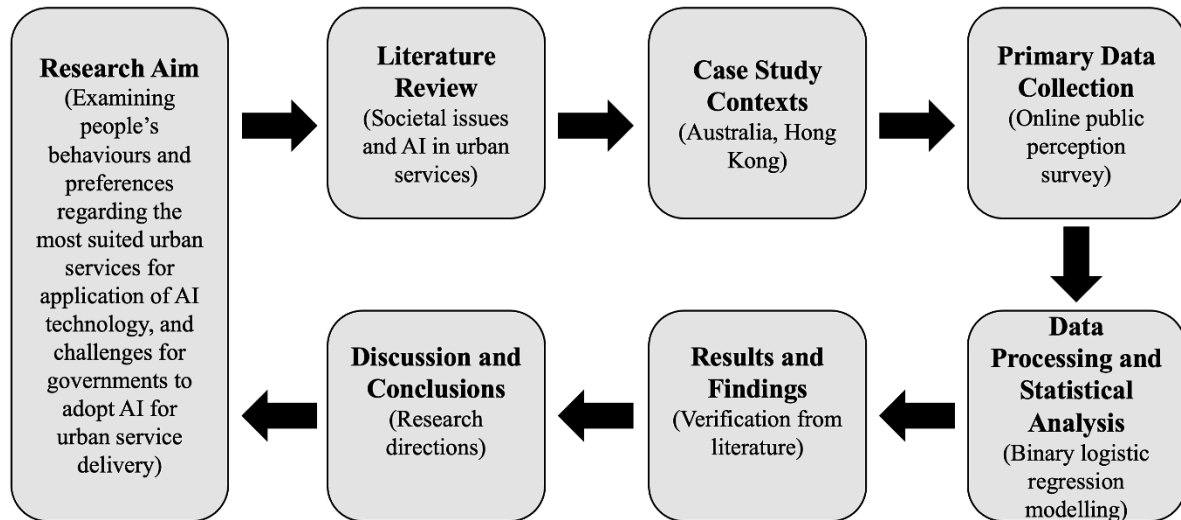 Research Aim
(Examining
people's
behaviours and
preferences
regarding the
most suited urban
services for
application of AI
technology, and
challenges for
governments to
adopt AI for
urban service
delivery)
Literature
Review
(Societal issues
and AI in urban
services)
Case Study
Contexts
(Australia, Hong
Kong)
Primary Data
Collection
(Online public
perception
survey)
Data
Processing and
Statistical
Analysis
(Binary logistic
regression
modelling)
Results and
Findings
(Verification from
literature)
Discussion and
Conclusions
(Research
directions)